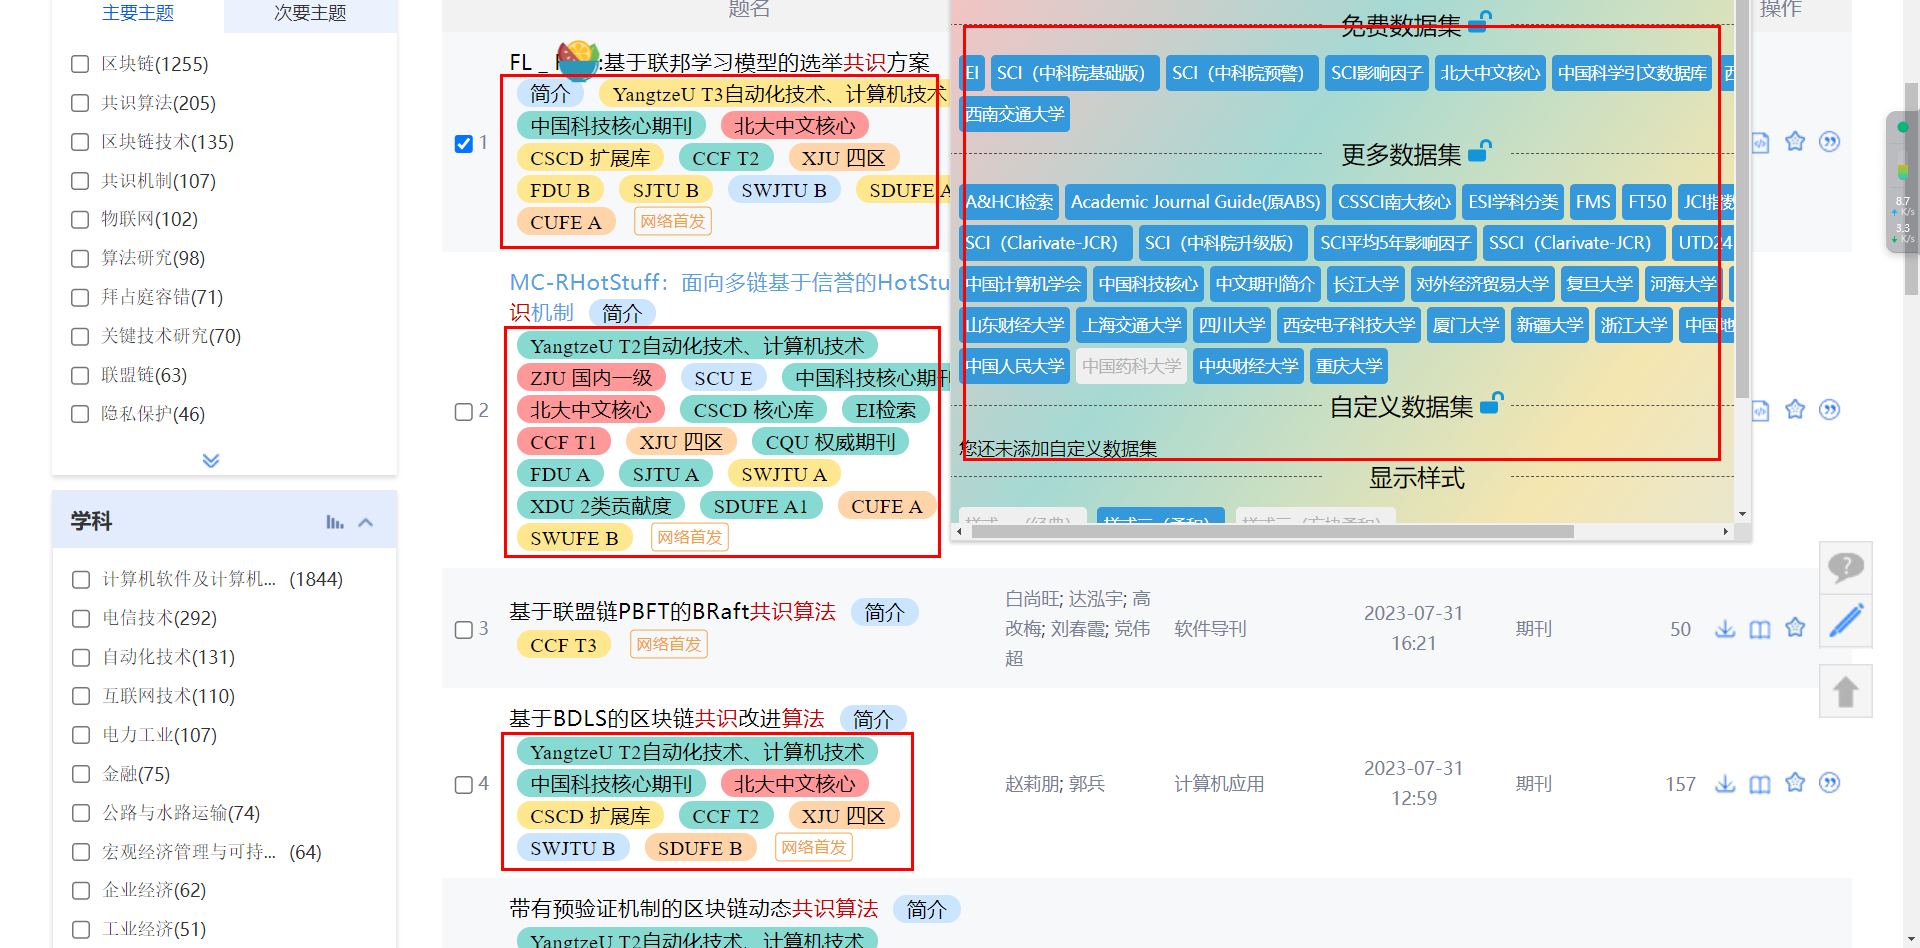 主要主题
次要主题
区块链(1255)
共识算法(205)
区块链技术(135)
共识机制(107)
物联网(102)
算法研究(98)
拜占庭容错(71)
关键技术研究(70)
联盟链(63)
隐私保护(46)
学科
计算机软件及计算机... (1844)
电信技术(292)
自动化技术(131)
互联网技术(110)
电力工业(107)
金融(75)
公路与水路运输(74)
宏观经济管理与可持... (64)
企业经济(62)
工业经济(51)
题名
操作
1
FL _ :基于联邦学习模型的选举共识方案
简介 YangtzeU T3自动化技术、计算机技术
中国科技核心期刊 北大中文核心
CSCD 扩展库 CCF T2 XJU 四区
FDU B SJTU B SWJTU B SDUFE A
CUFE A 网络首发
2
MC-RHotStuff：面向多链基于信誉的HotStu
识机制 简介
YangtzeU T2自动化技术、计算机技术
ZJU 国内一级 SCU E 中国科技核心期刊
北大中文核心 CSCD 核心库 EI检索
CCF T1 XJU 四区 CQU 权威期刊
FDU A SJTU A SWJTU A
XDU 2类贡献度 SDUFE A1 CUFE A
SWUFE B 网络首发
免费数据集
EI SCI（中科院基础版） SCI（中科院预警） SCI影响因子 北大中文核心 中国科学引文数据库 西
西南交通大学
更多数据集
A&HCI检索 Academic Journal Guide(原ABS) CSSCI南大核心 ESI学科分类 FMS FT50 JCI指数
SCI（Clarivate-JCR） SCI（中科院升级版） SCI平均5年影响因子 SSCI（Clarivate-JCR） UTD24
中国计算机学会 中国科技核心 中文期刊简介 长江大学 对外经济贸易大学 复旦大学 河海大学
山东财经大学 上海交通大学 四川大学 西安电子科技大学 厦门大学 新疆大学 浙江大学 中国地
中国人民大学 中国药科大学 中央财经大学 重庆大学
自定义数据集
您还未添加自定义数据集
显示样式
样式一（经典） 样式二（柔和） 样式三（方块柔和）
8.7
K/s
3.3
K/s
3
基于联盟链PBFT的BRaft共识算法 简介
CCF T3 网络首发
白尚旺; 达泓宇; 高
改梅; 刘春霞; 党伟
超
软件导刊
2023-07-31
16:21
期刊
50
4
基于BDLS的区块链共识改进算法 简介
YangtzeU T2自动化技术、计算机技术
中国科技核心期刊 北大中文核心
CSCD 扩展库 CCF T2 XJU 四区
SWJTU B SDUFE B 网络首发
赵莉朋; 郭兵
计算机应用
2023-07-31
12:59
期刊
157
带有预验证机制的区块链动态共识算法 简介
YangtzeU T2自动化技术、计算机技术